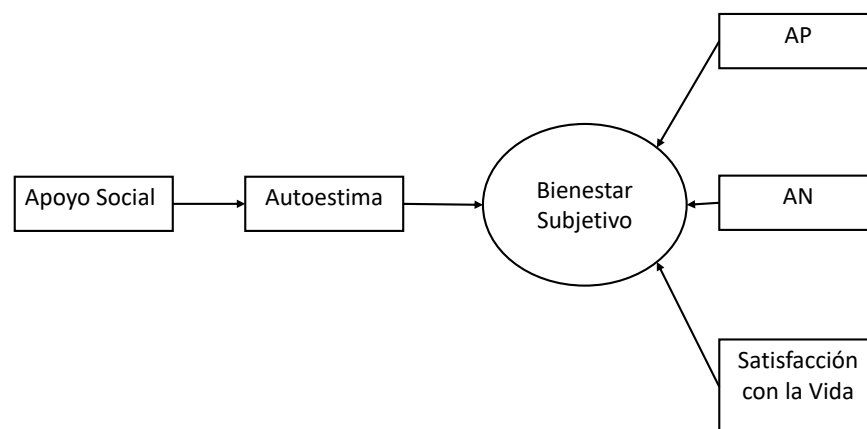 AP
Apoyo Social
Autoestima
Bienestar
Subjetivo
AN
Satisfacción
con la Vida